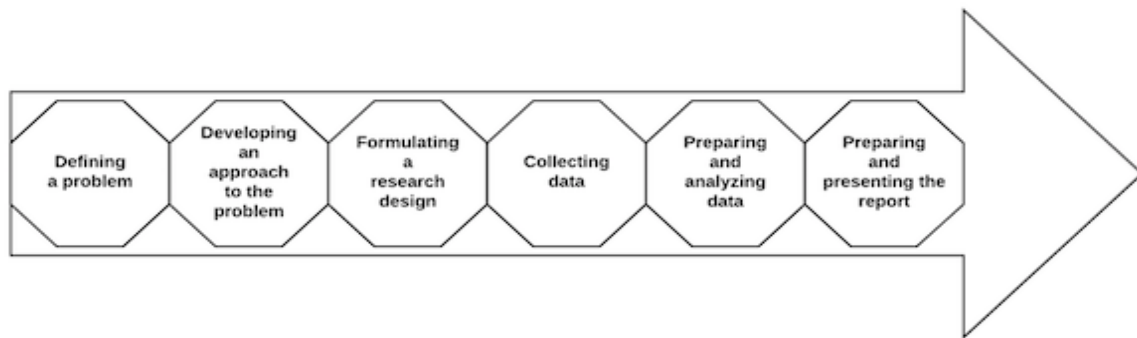 Defining
a problem
Developing
an
approach
to the
problem
Formulating
a
research
design
Collecting
data
Preparing
and
analyzing
data
Preparing
and
presenting the
report